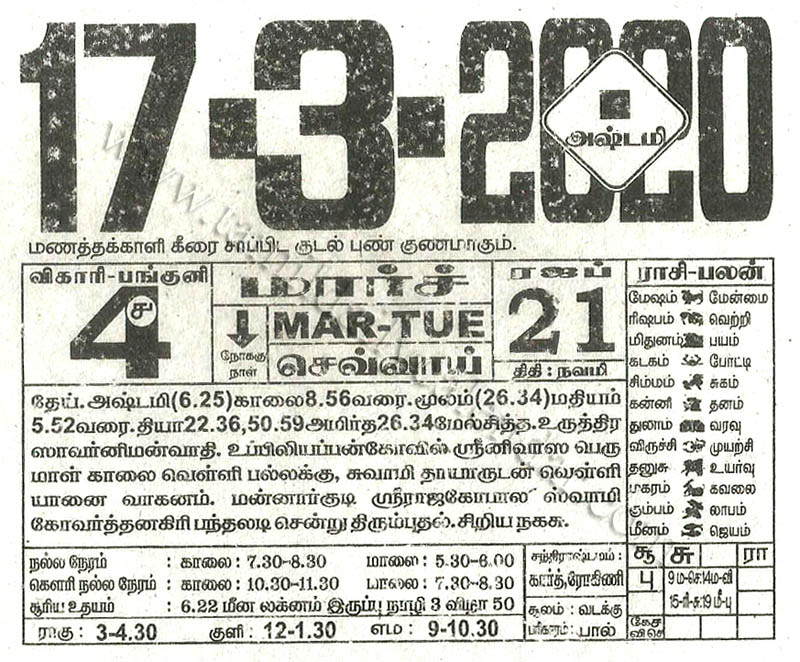 17-3-2020
அஷ்டமி
மணத்தக்காளி கீரை சாப்பிட குடல் புண் குணமாகும்.
விகாரி-பங்குனி
4
சு
மார்ச்
நோக்கு
நாள்
MAR-TUE
செவ்வாய்
ரஜப்
21
திதி : நவமி
ராசி-பலன்
மேஷம் மேன்மை
ரிஷபம் வெற்றி
மிதுனம் பயம்
கடகம் போட்டி
சிம்மம் சுகம்
கன்னி தனம்
துலாம் வரவு
விருச்சி முயற்சி
தனுசு உயர்வு
மகரம் கவலை
கும்பம் லாபம்
மீனம் ஜெயம்
தேய். அஷ்டமி(6.25)காலை8.56வரை. மூலம்(26.34)மதியம்
5.52வரை. தியா22.36,50.59 அமிர்த26.34மேல்சித்த. உருத்திர
ஸாவர்னிமன்வாதி. உப்பிலியப்பன்கோவில் ஸ்ரீனிவாஸ பெரு
மாள் காலை வெள்ளி பல்லக்கு, சுவாமி தாயாருடன் வெள்ளி
யானை வாகனம். மன்னார்குடி ஸ்ரீராஜகோபால ஸ்வாமி
கோவர்த்தனகிரி பந்தலடி சென்று திரும்புதல். சிறிய நகசு.
நல்ல நேரம் : காலை: 7.30-8.30 மாலை: 5.30-6.00
கௌரி நல்ல நேரம் : காலை: 10.30-11.30 மாலை: 7.30-8.30
சூரிய உதயம் : 6.22 மீன லக்னம் இருப்பு நாழி 3 விநா 50
ராகு : 3-4.30 குளி : 12-1.30 எம : 9-10.30
சந்திராஷ்டமம் :
கார்த்,ரோகிணி
சூலம் : வடக்கு
பரிகாரம் : பால்
சூ சு ரா
பு 9 ம-செ:14ம-வி
15-ரி-சு:19 மீ-பு